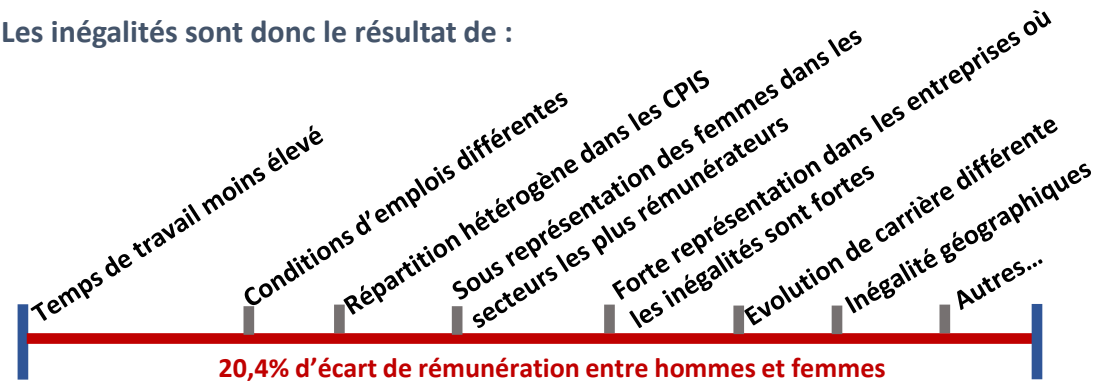 Les inégalités sont donc le résultat de :
Temps de travail moins élevé
Conditions d'emplois différentes
Répartition hétérogène dans les CPIS
Sous représentation des femmes dans les
secteurs les plus rémunérateurs
Forte représentation dans les entreprises où
les inégalités sont fortes
Evolution de carrière différente
Inégalité géographiques
Autres...
20,4% d'écart de rémunération entre hommes et femmes